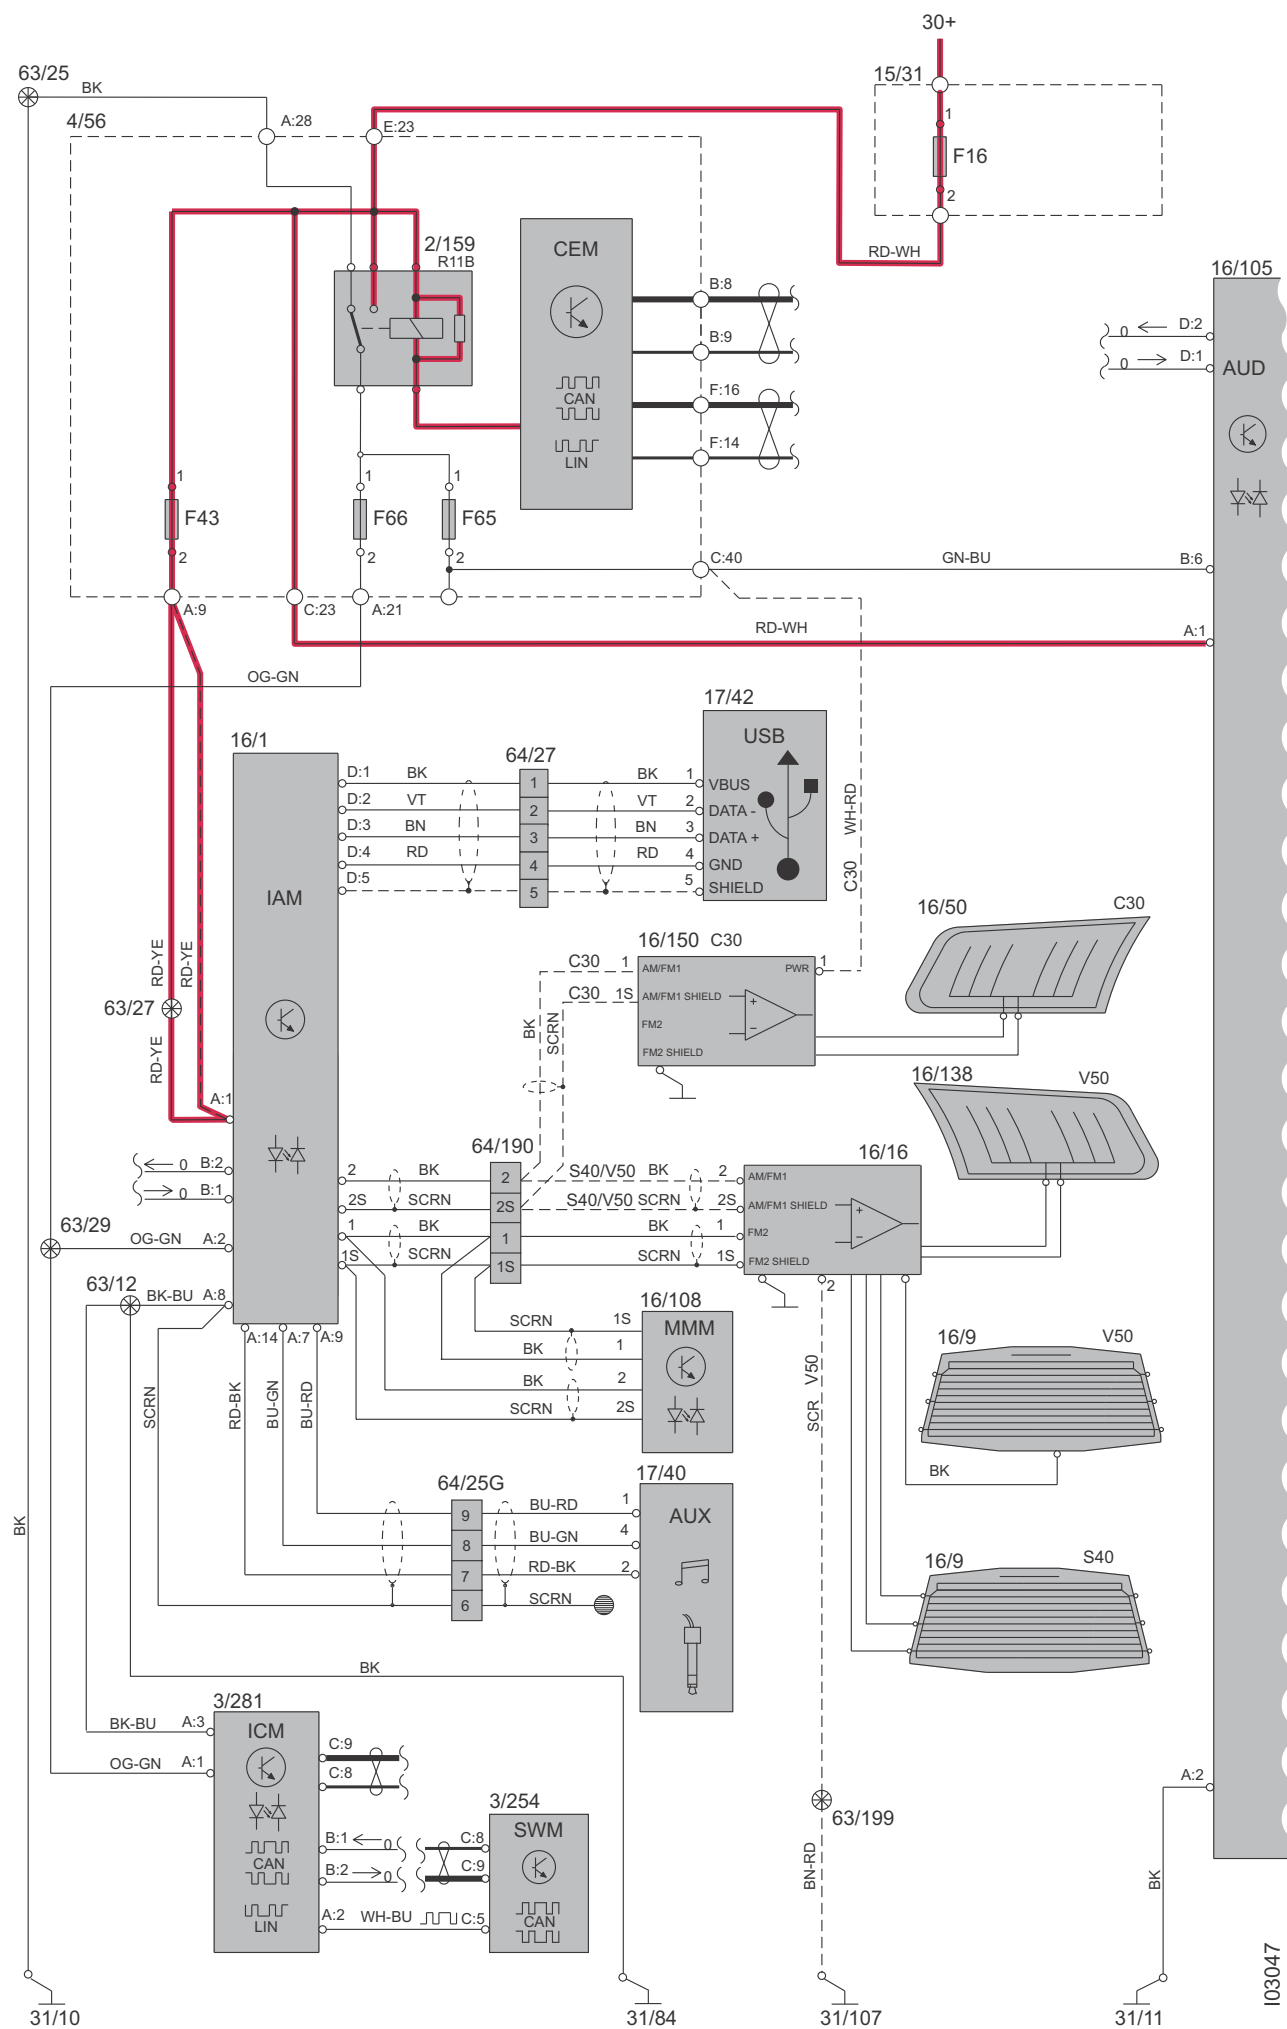 30+
63/25
BK
15/31
4/56
A:28
E:23
1
F16
2
2/159
R11B
CEM
RD-WH
16/105
B:8
D:2
0
B:9
D:1
0
AUD
CAN
F:16
LIN
F:14
1
1
1
F43
F66
F65
2
2
2
C:40
GN-BU
B:6
A:9
C:23
A:21
RD-WH
A:1
OG-GN
17/42
16/1
64/27
USB
D:1
BK
1
BK
1
VBUS
D:2
VT
2
VT
2
DATA -
D:3
BN
3
BN
3
DATA +
D:4
RD
4
RD
4
GND
D:5
5
5
SHIELD
WH-RD
C30
IAM
16/50
C30
RD-YE
RD-YE
16/150
C30
C30
1
AM/FM1
PWR
1
C30
1S
AM/FM1 SHIELD
FM2
FM2 SHIELD
+
−
BK
SCRN
63/27
RD-YE
16/138
V50
A:1
64/190
16/16
0
B:2
0
B:1
2
BK
2
S40/V50
BK
2
AM/FM1
2S
SCRN
2S
S40/V50
SCRN
2S
AM/FM1 SHIELD
1
BK
1
BK
1
FM2
1S
SCRN
1S
SCRN
1S
FM2 SHIELD
+
−
63/29
OG-GN
A:2
63/12
BK-BU
A:8
2
16/108
A:14
A:7
A:9
SCRN
1S
MMM
BK
1
BK
2
SCRN
2S
16/9
V50
V50
SCR
SCRN
RD-BK
BU-GN
BU-RD
BK
64/25G
17/40
9
BU-RD
1
AUX
8
BU-GN
4
7
RD-BK
2
6
SCRN
16/9
S40
BK
BK
3/281
BK-BU
A:3
ICM
C:9
OG-GN
A:1
C:8
3/254
A:2
B:1
0
C:8
SWM
63/199
CAN
B:2
0
C:9
A:2
WH-BU
C:5
CAN
LIN
BN-RD
BK
31/10
31/84
31/107
31/11
I03047